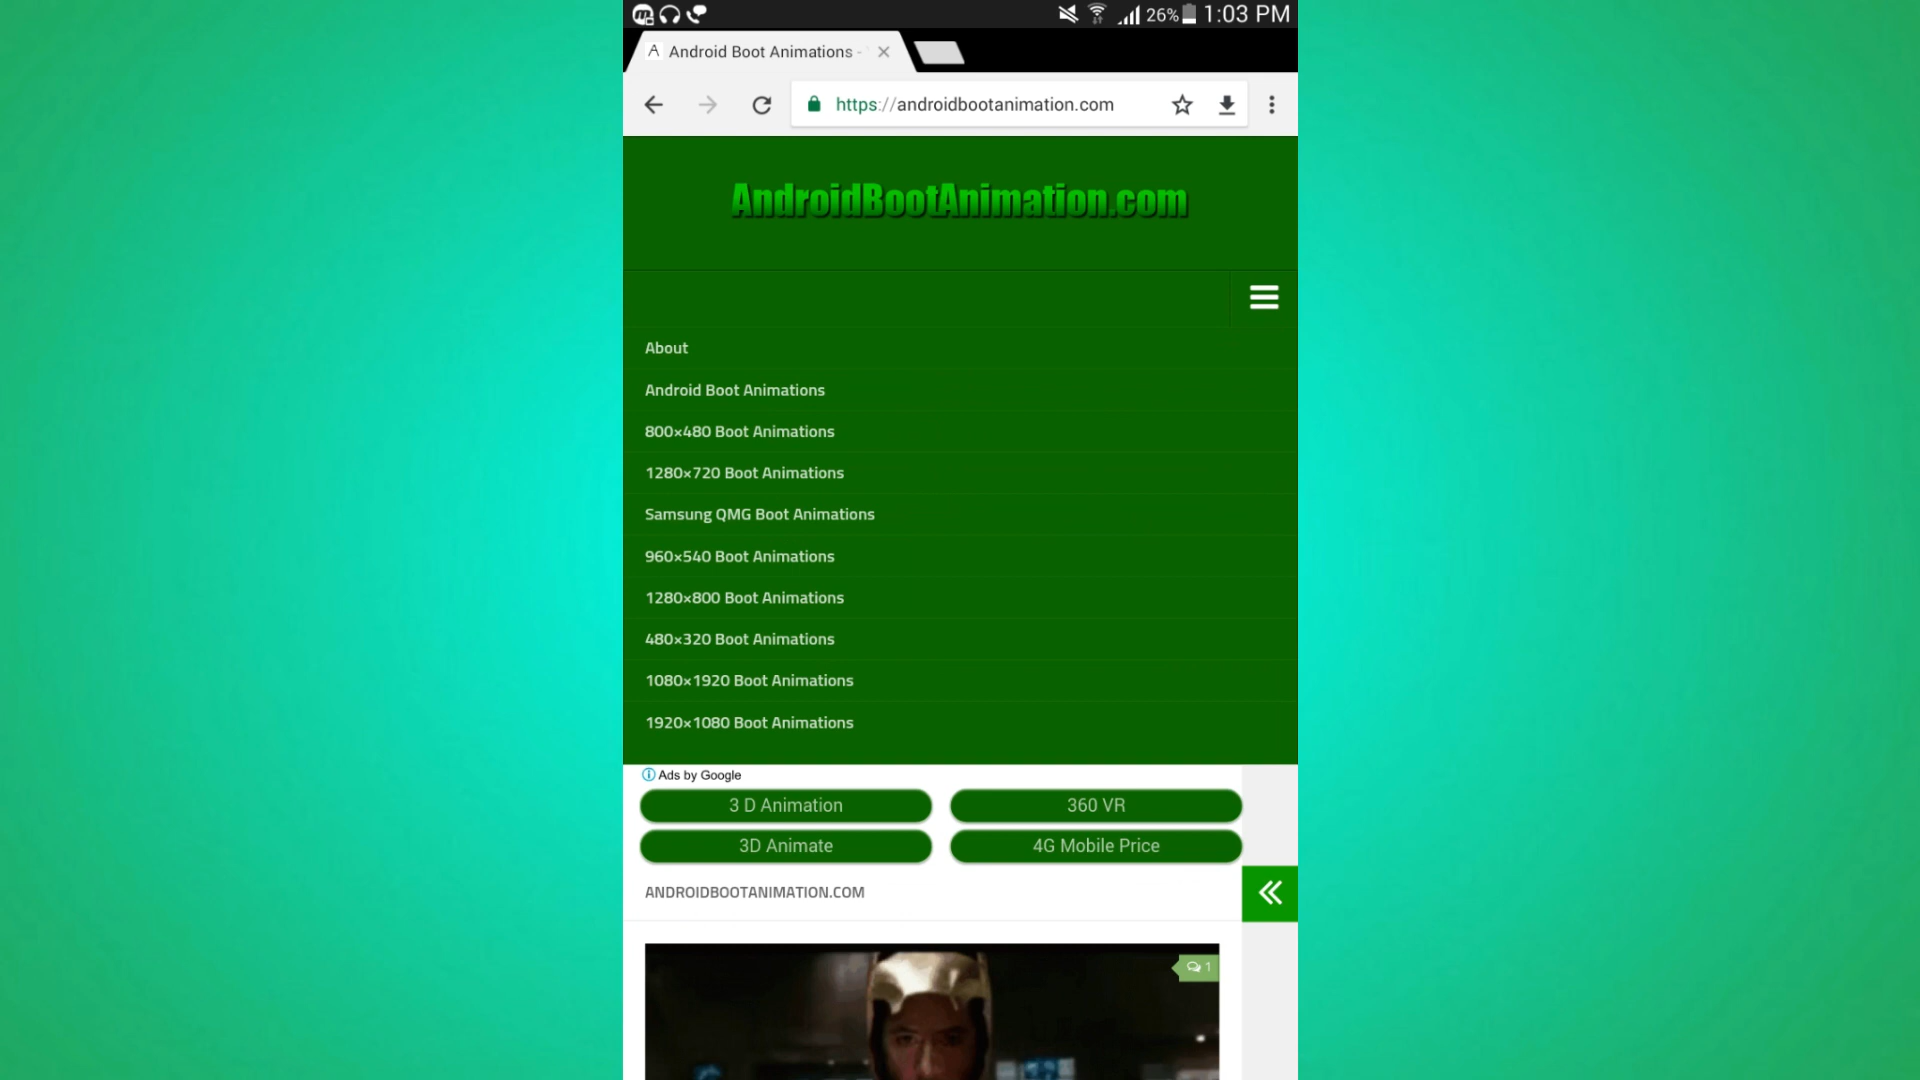 26% 1:03 PM
A Android Boot Animations -
https://androidbootanimation.com
AndroidBootAnimation.com
About
Android Boot Animations
800×480 Boot Animations
1280×720 Boot Animations
Samsung QMG Boot Animations
960×540 Boot Animations
1280×800 Boot Animations
480×320 Boot Animations
1080×1920 Boot Animations
1920×1080 Boot Animations
Ads by Google
3 D Animation 360 VR
3D Animate 4G Mobile Price
ANDROIDBOOTANIMATION.COM
1